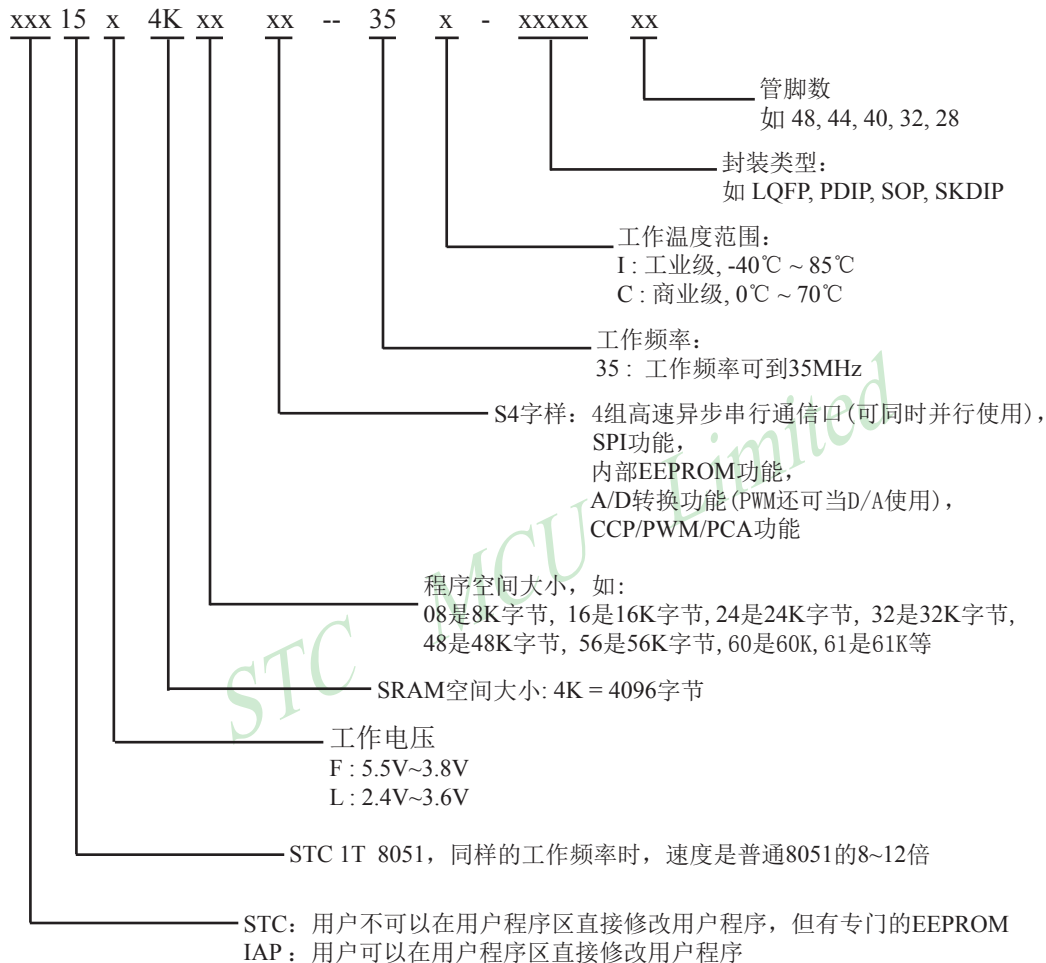 xxx 15 x 4K xx xx -- 35 x - xxxxx xx
管脚数
如 48, 44, 40, 32, 28
封装类型：
如 LQFP, PDIP, SOP, SKDIP
工作温度范围：
I : 工业级, -40℃ ~ 85℃
C : 商业级, 0℃ ~ 70℃
工作频率：
35： 工作频率可到35MHz
S4字样：4组高速异步串行通信口(可同时并行使用)，
SPI功能，
内部EEPROM功能，
A/D转换功能(PWM还可当D/A使用)，
CCP/PWM/PCA功能
程序空间大小，如:
08是8K字节, 16是16K字节, 24是24K字节, 32是32K字节,
48是48K字节, 56是56K字节, 60是60K, 61是61K等
SRAM空间大小: 4K = 4096字节
工作电压
F : 5.5V~3.8V
L : 2.4V~3.6V
STC 1T 8051，同样的工作频率时，速度是普通8051的8~12倍
STC：用户不可以在用户程序区直接修改用户程序，但有专门的EEPROM
IAP：用户可以在用户程序区直接修改用户程序
STC MCU Limited